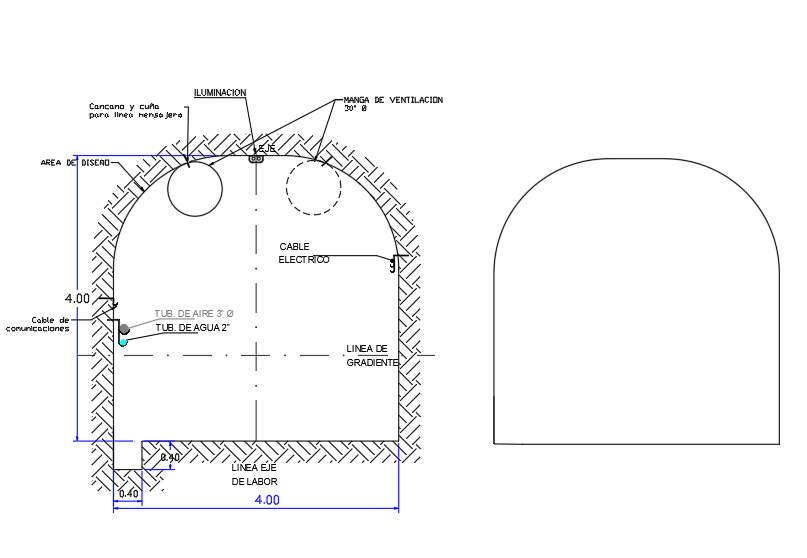 ILUMINACION
Cancamo y cuña
para linea mensajero
MANGA DE VENTILACION
30" Ø
EJE
AREA DE DISEÑO
CABLE
ELECTRICO
4.00
TUB. DE AIRE 3" Ø
Cable de
comunicaciones
TUB. DE AGUA 2"
LINEA DE
GRADIENTE
0.40
LINEA EJE
DE LABOR
0.40
4.00